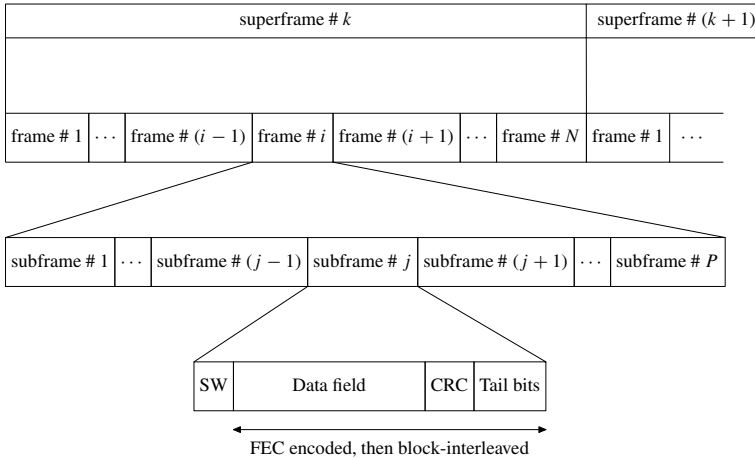 superframe # k superframe # (k + 1)
frame # 1 ··· frame # (i − 1) frame # i frame # (i + 1) ··· frame # N frame # 1 ···
subframe # 1 ··· subframe # (j − 1) subframe # j subframe # (j + 1) ··· subframe # P
SW Data field CRC Tail bits
FEC encoded, then block-interleaved